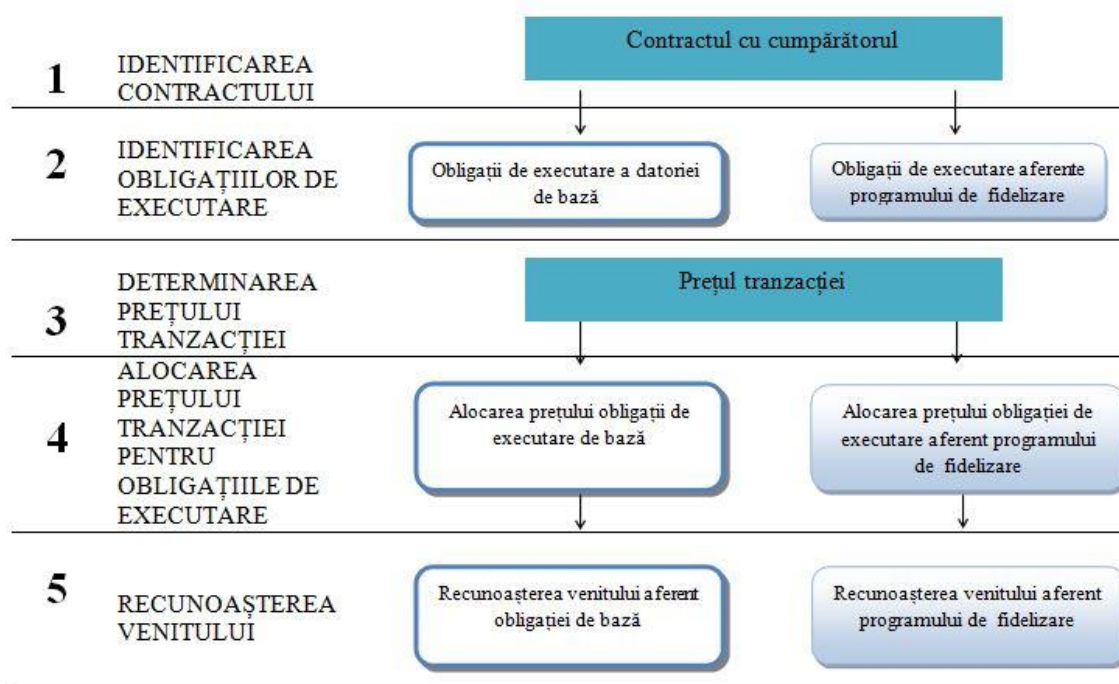 Contractul cu cumpărătorul
1
IDENTIFICAREA
CONTRACTULUI
2
IDENTIFICAREA
OBLIGAȚIILOR DE
EXECUTARE
Obligații de executare a datoriei
de bază
Obligații de executare aferente
programului de fidelizare
3
DETERMINAREA
PREȚULUI
TRANZACȚIEI
Prețul tranzacției
4
ALOCAREA
PREȚULUI
TRANZACȚIEI
PENTRU
OBLIGAȚIILE DE
EXECUTARE
Alocarea prețului obligații de
executare de bază
Alocarea prețului obligației de
executare aferent programului
de fidelizare
5
RECUNOAȘTEREA
VENITULUI
Recunoașterea venitului aferent
obligației de bază
Recunoașterea venitului aferent
programului de fidelizare